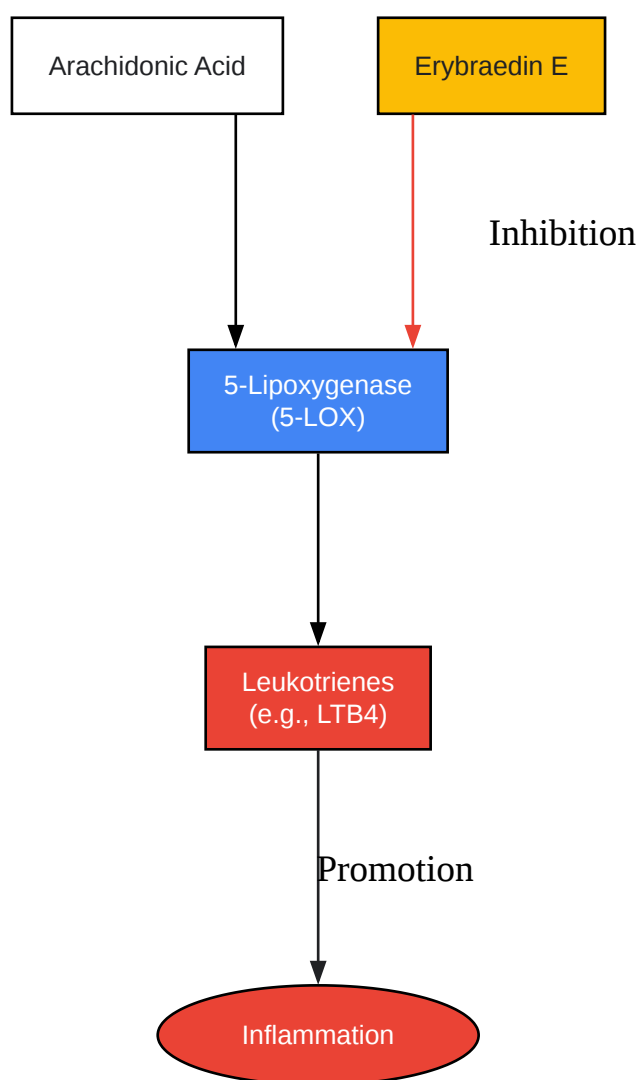 Arachidonic Acid
Erybraedin E
Inhibition
5-Lipoxygenase
(5-LOX)
Leukotrienes
(e.g., LTB4)
Promotion
Inflammation